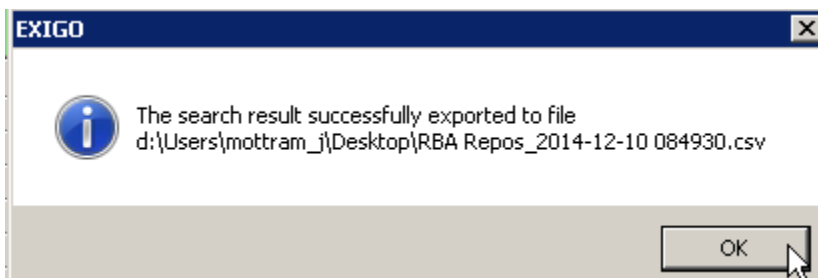 EXIGO
The search result successfully exported to file
d:\Users\mottram_j\Desktop\RBA Repos_2014-12-10 084930.csv
OK